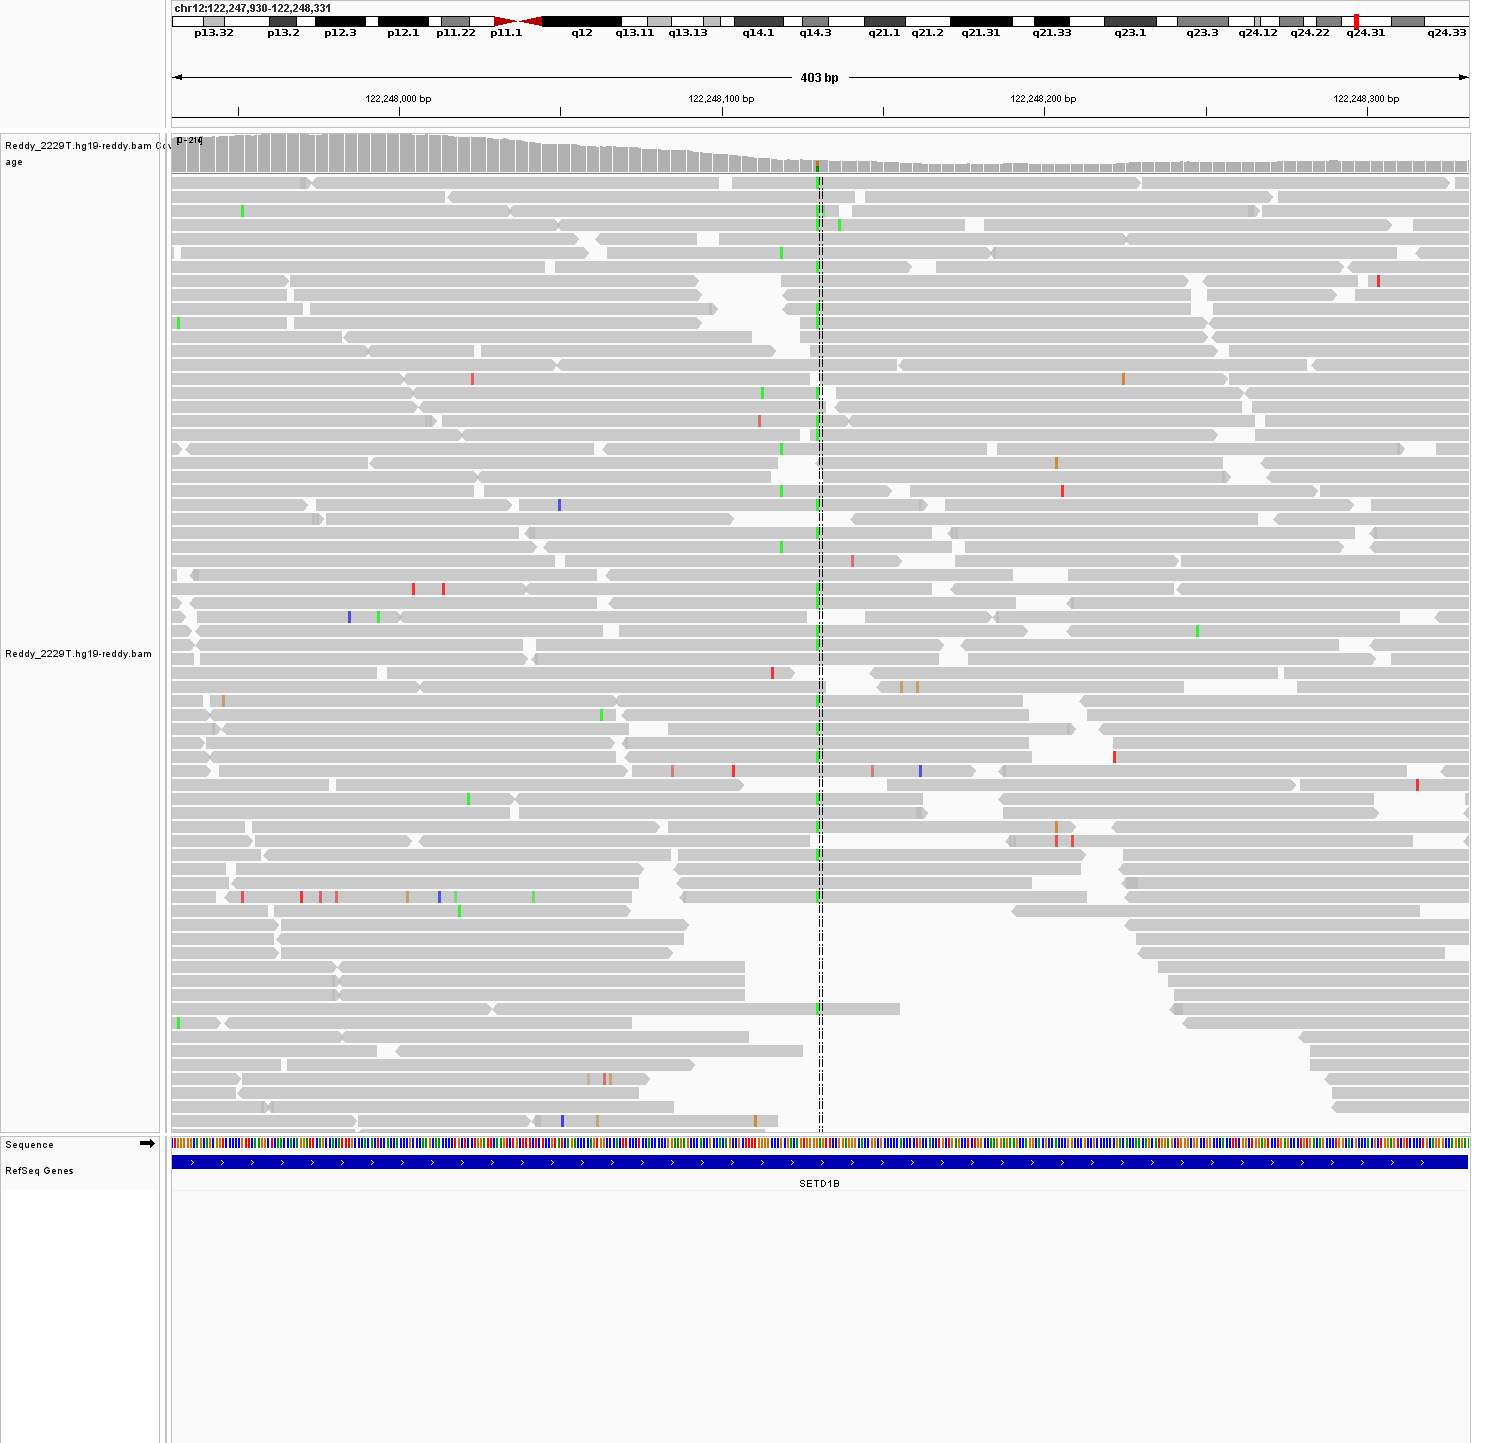 chr12:122,247,930-122,248,331
p13.32 p13.2 p12.3 p12.1 p11.22 p11.1 q12 q13.11 q13.13 q14.1 q14.3 q21.1 q21.2 q21.31 q21.33 q23.1 q23.3 q24.12 q24.22 q24.31 q24.33
403 bp
122,248,000 bp 122,248,100 bp 122,248,200 bp 122,248,300 bp
[0 - 214]
Reddy_2229T.hg19-reddy.bam Cov
age
Reddy_2229T.hg19-reddy.bam
Sequence
RefSeq Genes
SETD1B